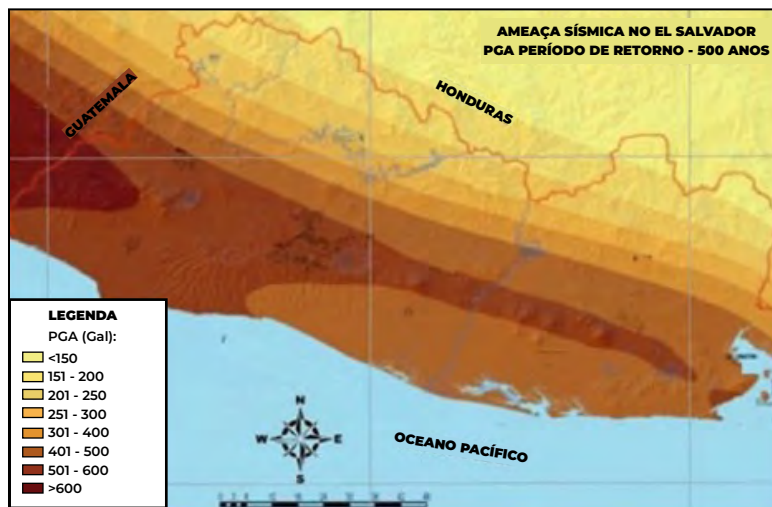 AMEAÇA SÍSMICA NO EL SALVADOR
PGA PERÍODO DE RETORNO - 500 ANOS
GUATEMALA
HONDURAS
LEGENDA
PGA (Gal):
<150
151 - 200
201 - 250
251 - 300
301 - 400
401 - 500
501 - 600
>600
N
W
E
S
OCEANO PACÍFICO